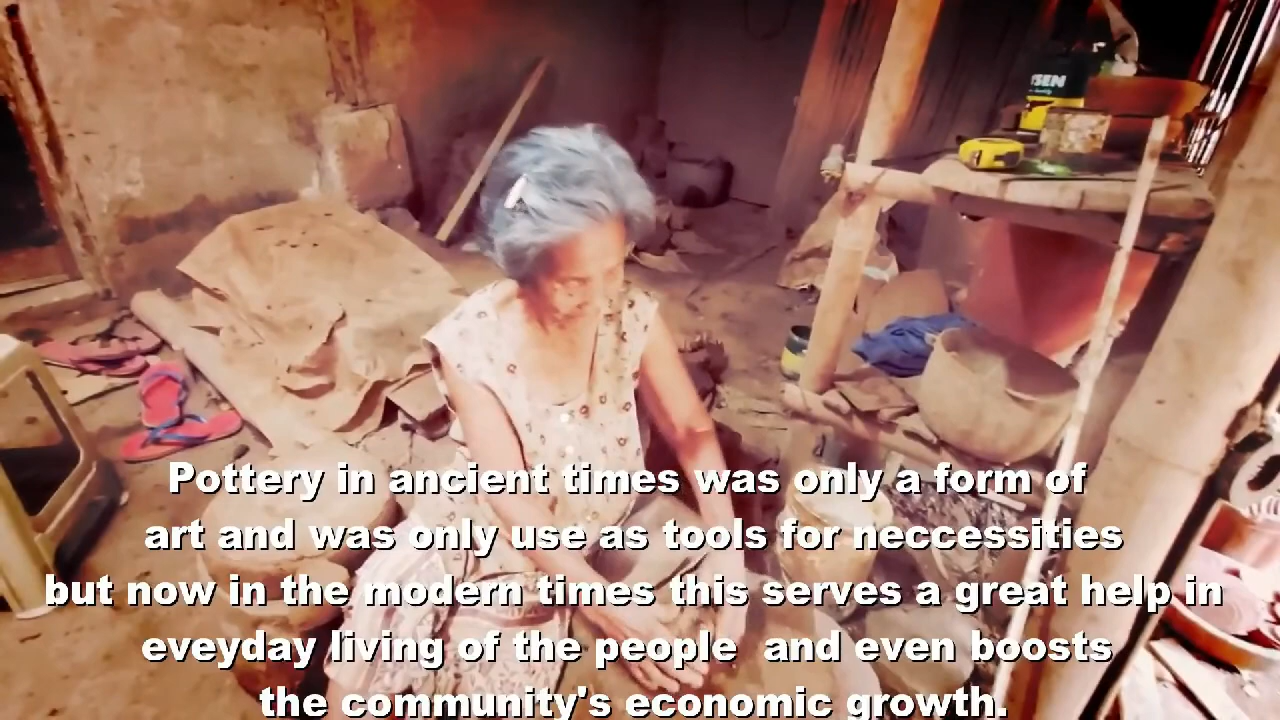 YSEN
Pottery in ancient times was only a form of
art and was only use as tools for neccessities
but now in the modern times this serves a great help in
eveyday living of the people  and even boosts
the community's economic growth.